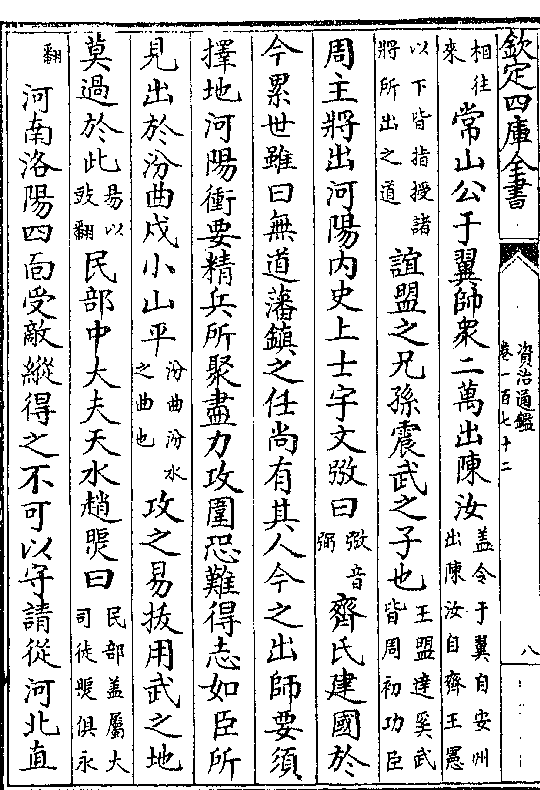 欽定四庫全書
資治通鑑
卷一百七十二
八
相往
來
常山公于翼帥衆二萬出陳汝
盖令于翼自安州
出陳汝自齊王憲
以下皆指授諸
將所出之道
誼盟之兄孫震武之子也
王盟達奚武
皆周初功臣
周主將出河陽内史上士宇文㢸曰
㢸音
弼
齊氏建國於
今累世雖曰無道藩鎮之任尚有其人今之出師要須
擇地河陽衝要精兵所聚盡力攻圍恐難得志如臣所
見出於汾曲戍小山平
汾曲汾水
之曲也
攻之易拔用武之地
莫過於此
易以
豉翻
民部中大夫天水趙煚曰
民部盖屬大
司徒煚俱永
翻
河南洛陽四面受敵縱得之不可以守請從河北直